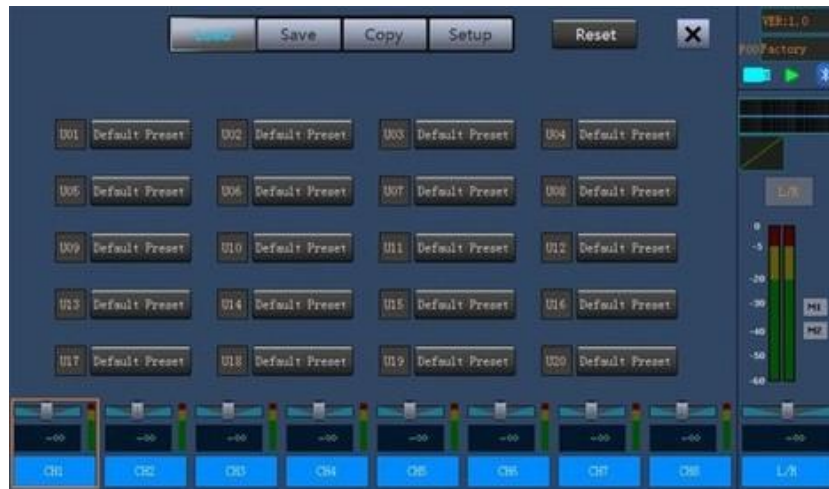 Load Save Copy Setup Reset X
VER:1.0
P00Factory
U01 Default Preset U02 Default Preset U03 Default Preset U04 Default Preset
U05 Default Preset U06 Default Preset U07 Default Preset U08 Default Preset
U09 Default Preset U10 Default Preset U11 Default Preset U12 Default Preset
U13 Default Preset U14 Default Preset U15 Default Preset U16 Default Preset
U17 Default Preset U18 Default Preset U19 Default Preset U20 Default Preset
L/R
0
-5
-20
-30
-40
-50
-60
M1
M2
-∞ -∞ -∞ -∞ -∞ -∞ -∞ -∞ -∞
CH1 CH2 CH3 CH4 CH5 CH6 CH7 CH8 L/R